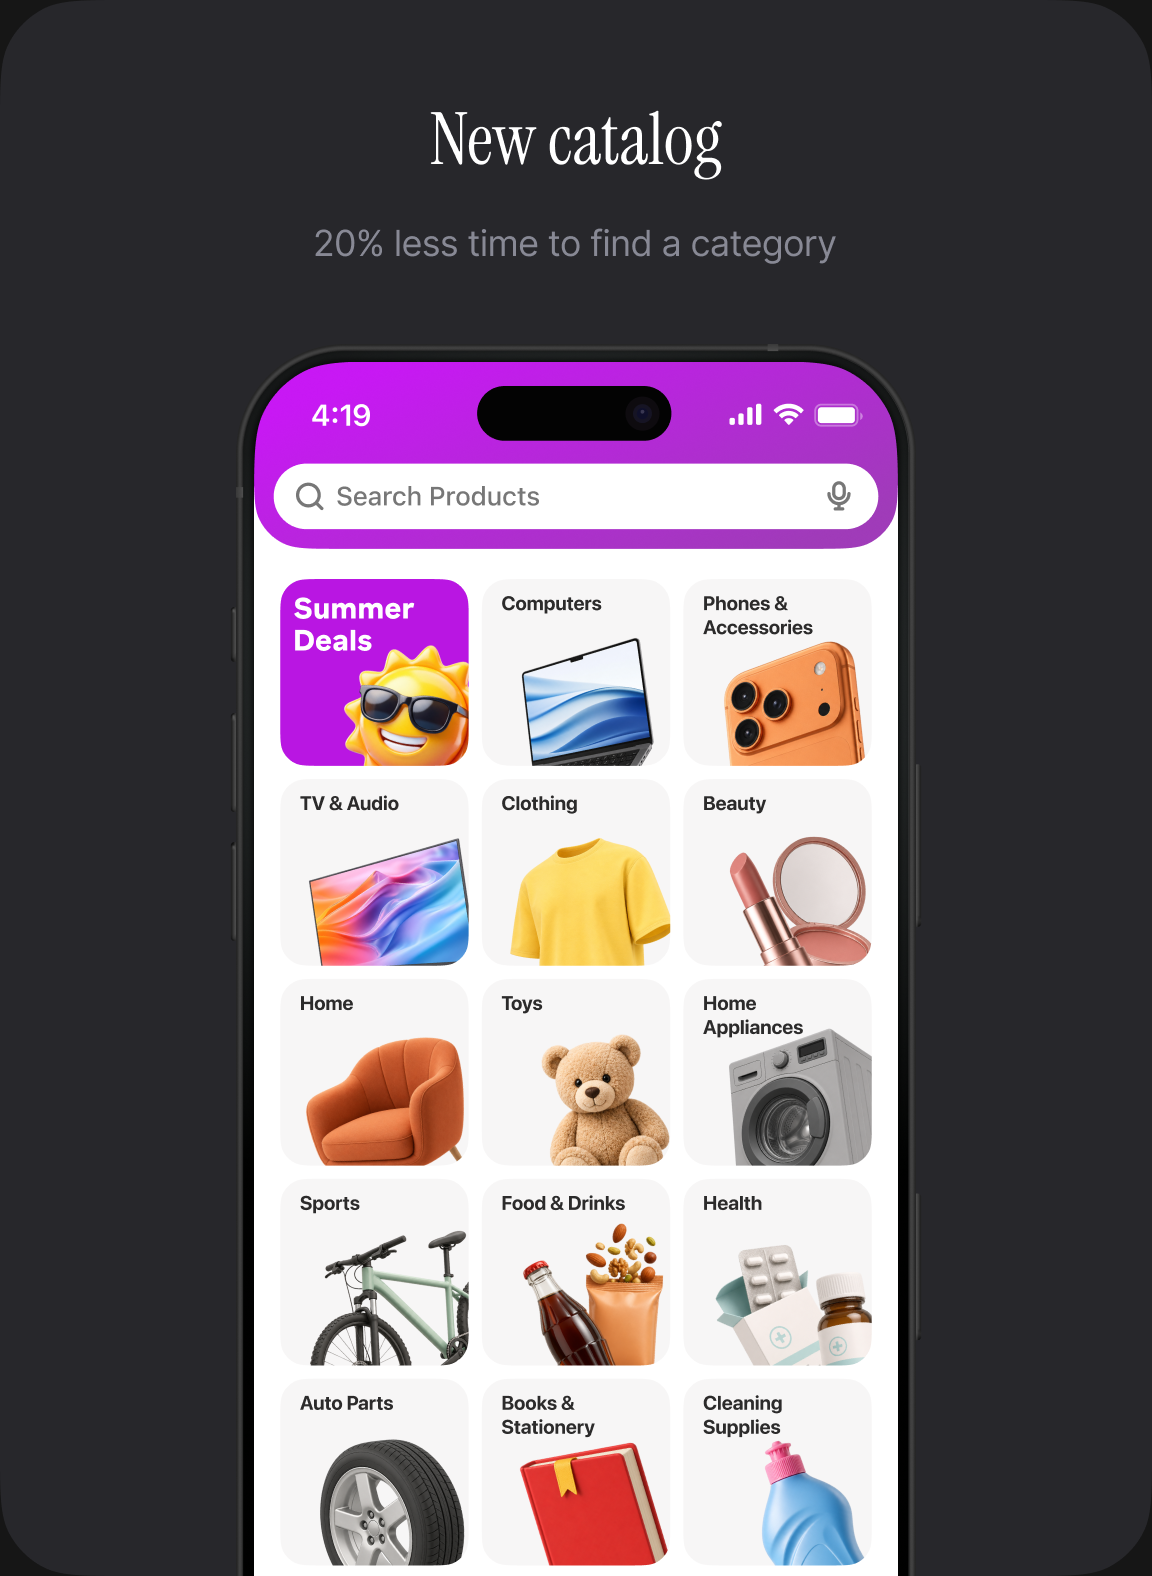 New catalog
20% less time to find a category
4:19
Search Products
Summer
Deals
Computers
Phones &
Accessories
TV & Audio
Clothing
Beauty
Home
Toys
Home
Appliances
Sports
Food & Drinks
Health
Auto Parts
Books &
Stationery
Cleaning
Supplies